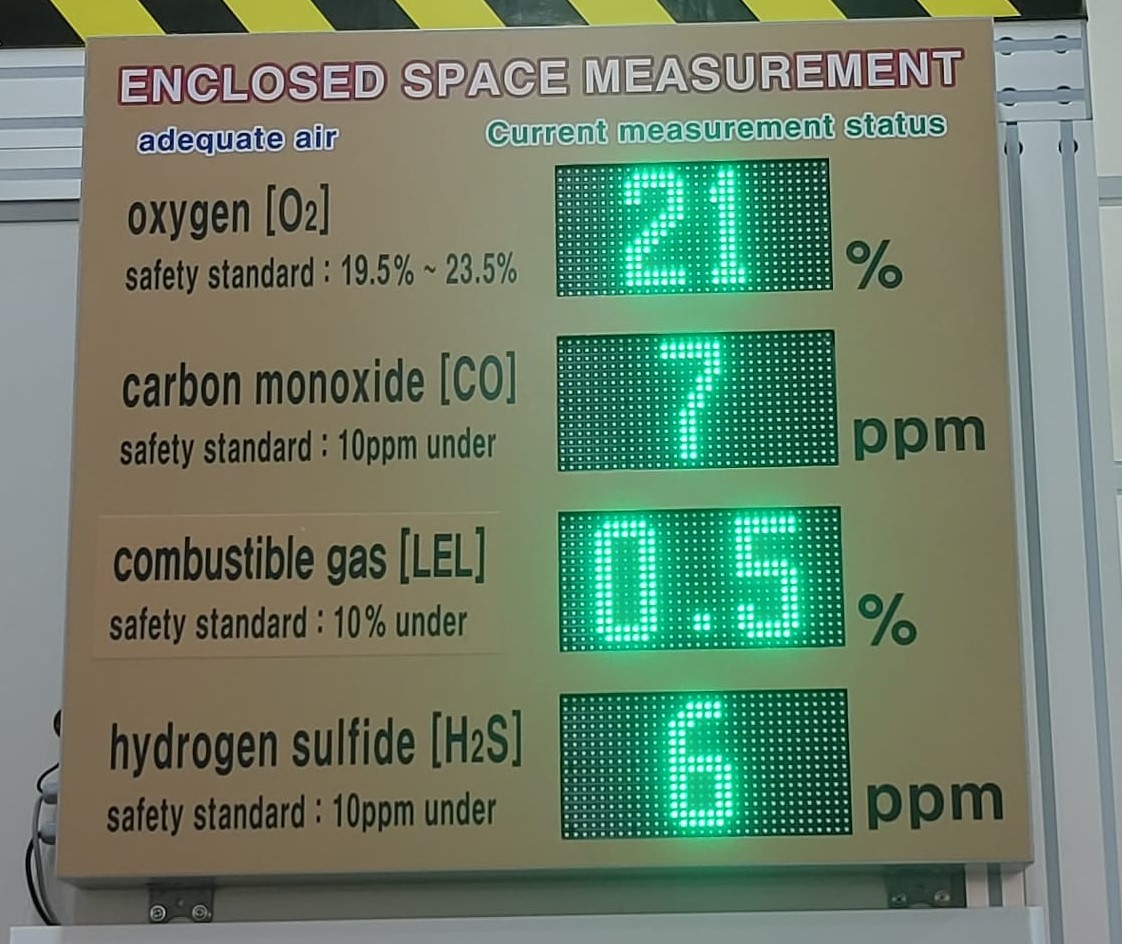 ENCLOSED SPACE MEASUREMENT
adequate air Current measurement status
oxygen [O2]
21 %
safety standard : 19.5% ~ 23.5%
carbon monoxide [CO]
7 ppm
safety standard : 10ppm under
combustible gas [LEL]
0.5 %
safety standard : 10% under
hydrogen sulfide [H2S]
6 ppm
safety standard : 10ppm under